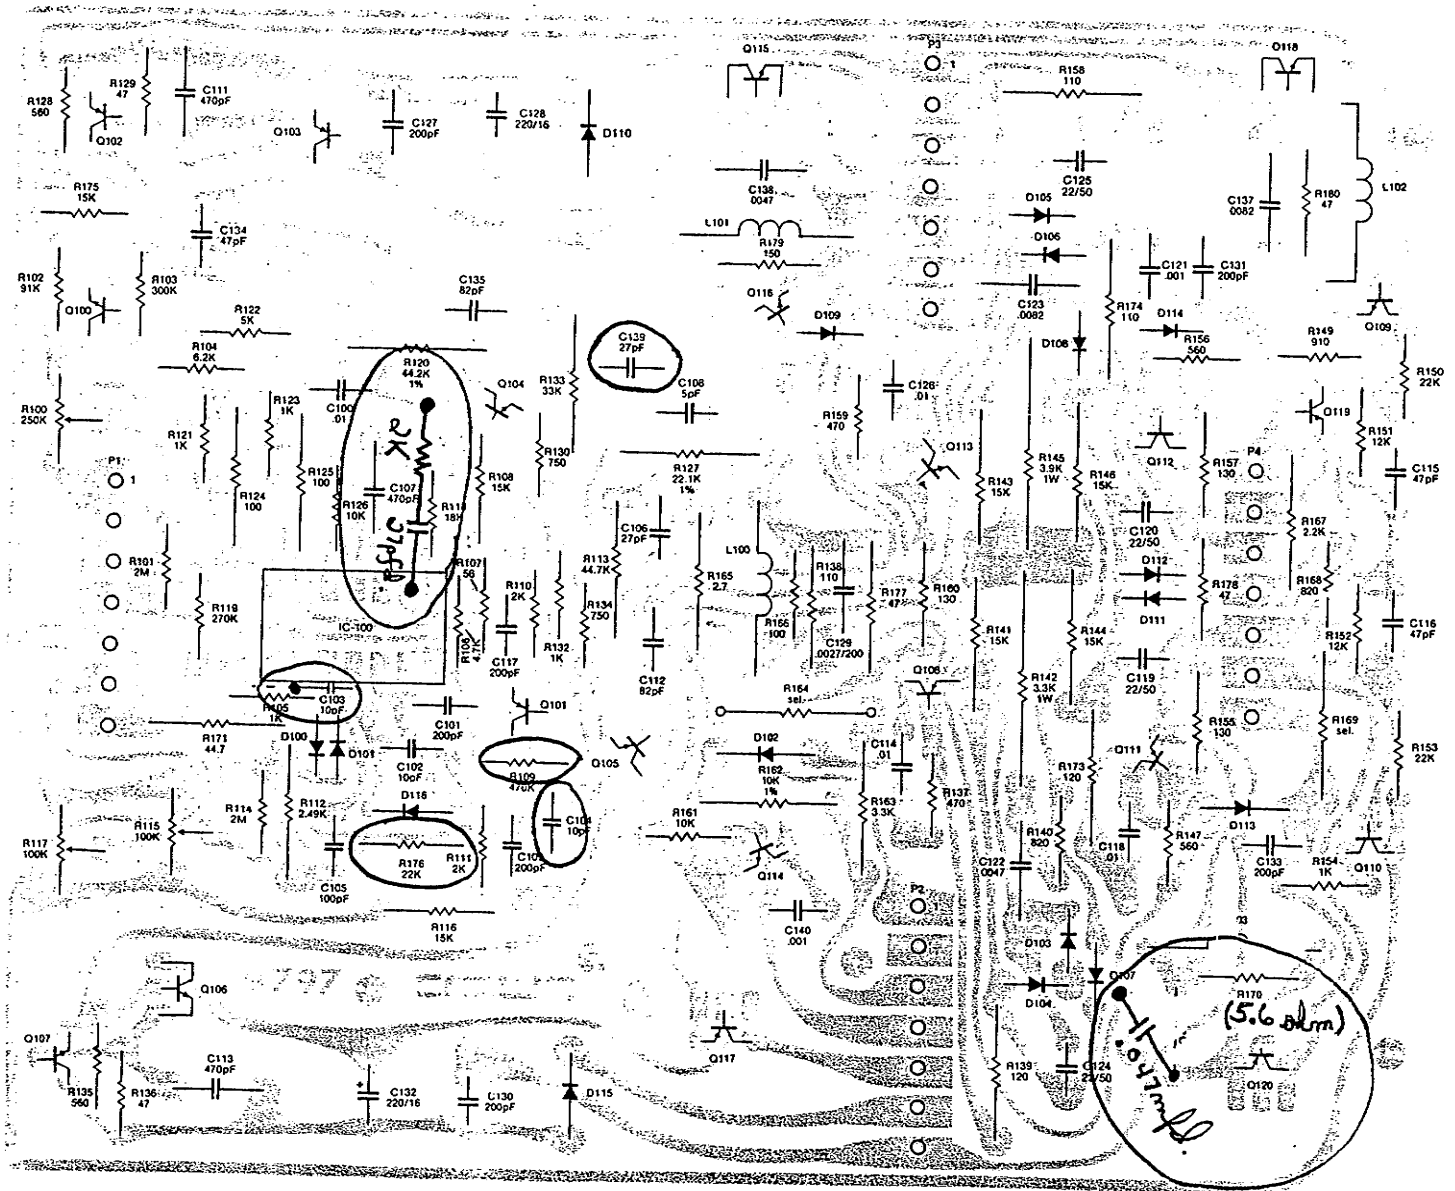 Q115
P3
1
Q118
R158
110
R129
47
C111
470pF
R128
560
Q102
Q103
C127
200pF
C128
220/16
D110
C138
.0047
C125
22/50
D105
D106
C137
.0082
R180
47
L102
R175
15K
C134
47pF
L101
R179
150
C121
.001
C131
200pF
R102
91K
R103
300K
Q100
C135
82pF
Q116
C123
.0082
R174
110
D114
Q109
R122
5K
D109
D108
R156
560
R149
910
R104
6.2K
R120
44.2K
1%
C139
27pF
Q104
R133
33K
C108
5pF
C126
.01
R159
470
R150
22K
R100
250K
R123
1K
C100
.01
R121
1K
2K
Q119
R151
12K
P1
1
R124
100
R125
100
R126
10K
C107
470pF
R118
18K
R108
15K
R130
750
R127
22.1K
1%
Q113
R143
15K
R145
3.9K
1W
R146
15K
Q112
R157
130
P4
C115
47pF
C106
27pF
C120
22/50
R167
2.2K
R101
2M
R119
270K
IC-100
R107
56
R106
4.7K
R110
2K
C117
200pF
R132
1K
R134
750
R113
44.7K
C112
82pF
R165
2.7
L100
R166
100
R138
110
C129
.0027/200
R177
47
R160
130
R141
15K
R144
15K
D112
D111
R178
47
R168
820
R152
12K
C116
47pF
C119
22/50
Q108
R142
3.3K
1W
R164
sel.
R105
1K
C103
10pF
C101
200pF
Q101
R171
44.7
D100
D101
C102
10pF
Q105
D102
C114
.01
R173
120
Q111
R155
130
R169
sel.
R153
22K
R109
470K
R162
10K
1%
R163
3.3K
R137
470
R114
2M
R112
2.49K
D116
C104
10pF
R161
10K
R140
820
C118
.01
R147
560
D113
R117
100K
R115
100K
C105
100pF
R176
22K
R111
2K
200pF
Q114
C122
.0047
C133
200pF
R154
1K
Q110
R116
15K
C140
.001
P2
D103
D104
D107
R170
(5.6 ohm)
.047mfd.
Q106
Q107
R135
560
R136
47
C113
470pF
C132
220/16
C130
200pF
D115
Q117
R139
120
C124
22/50
Q120